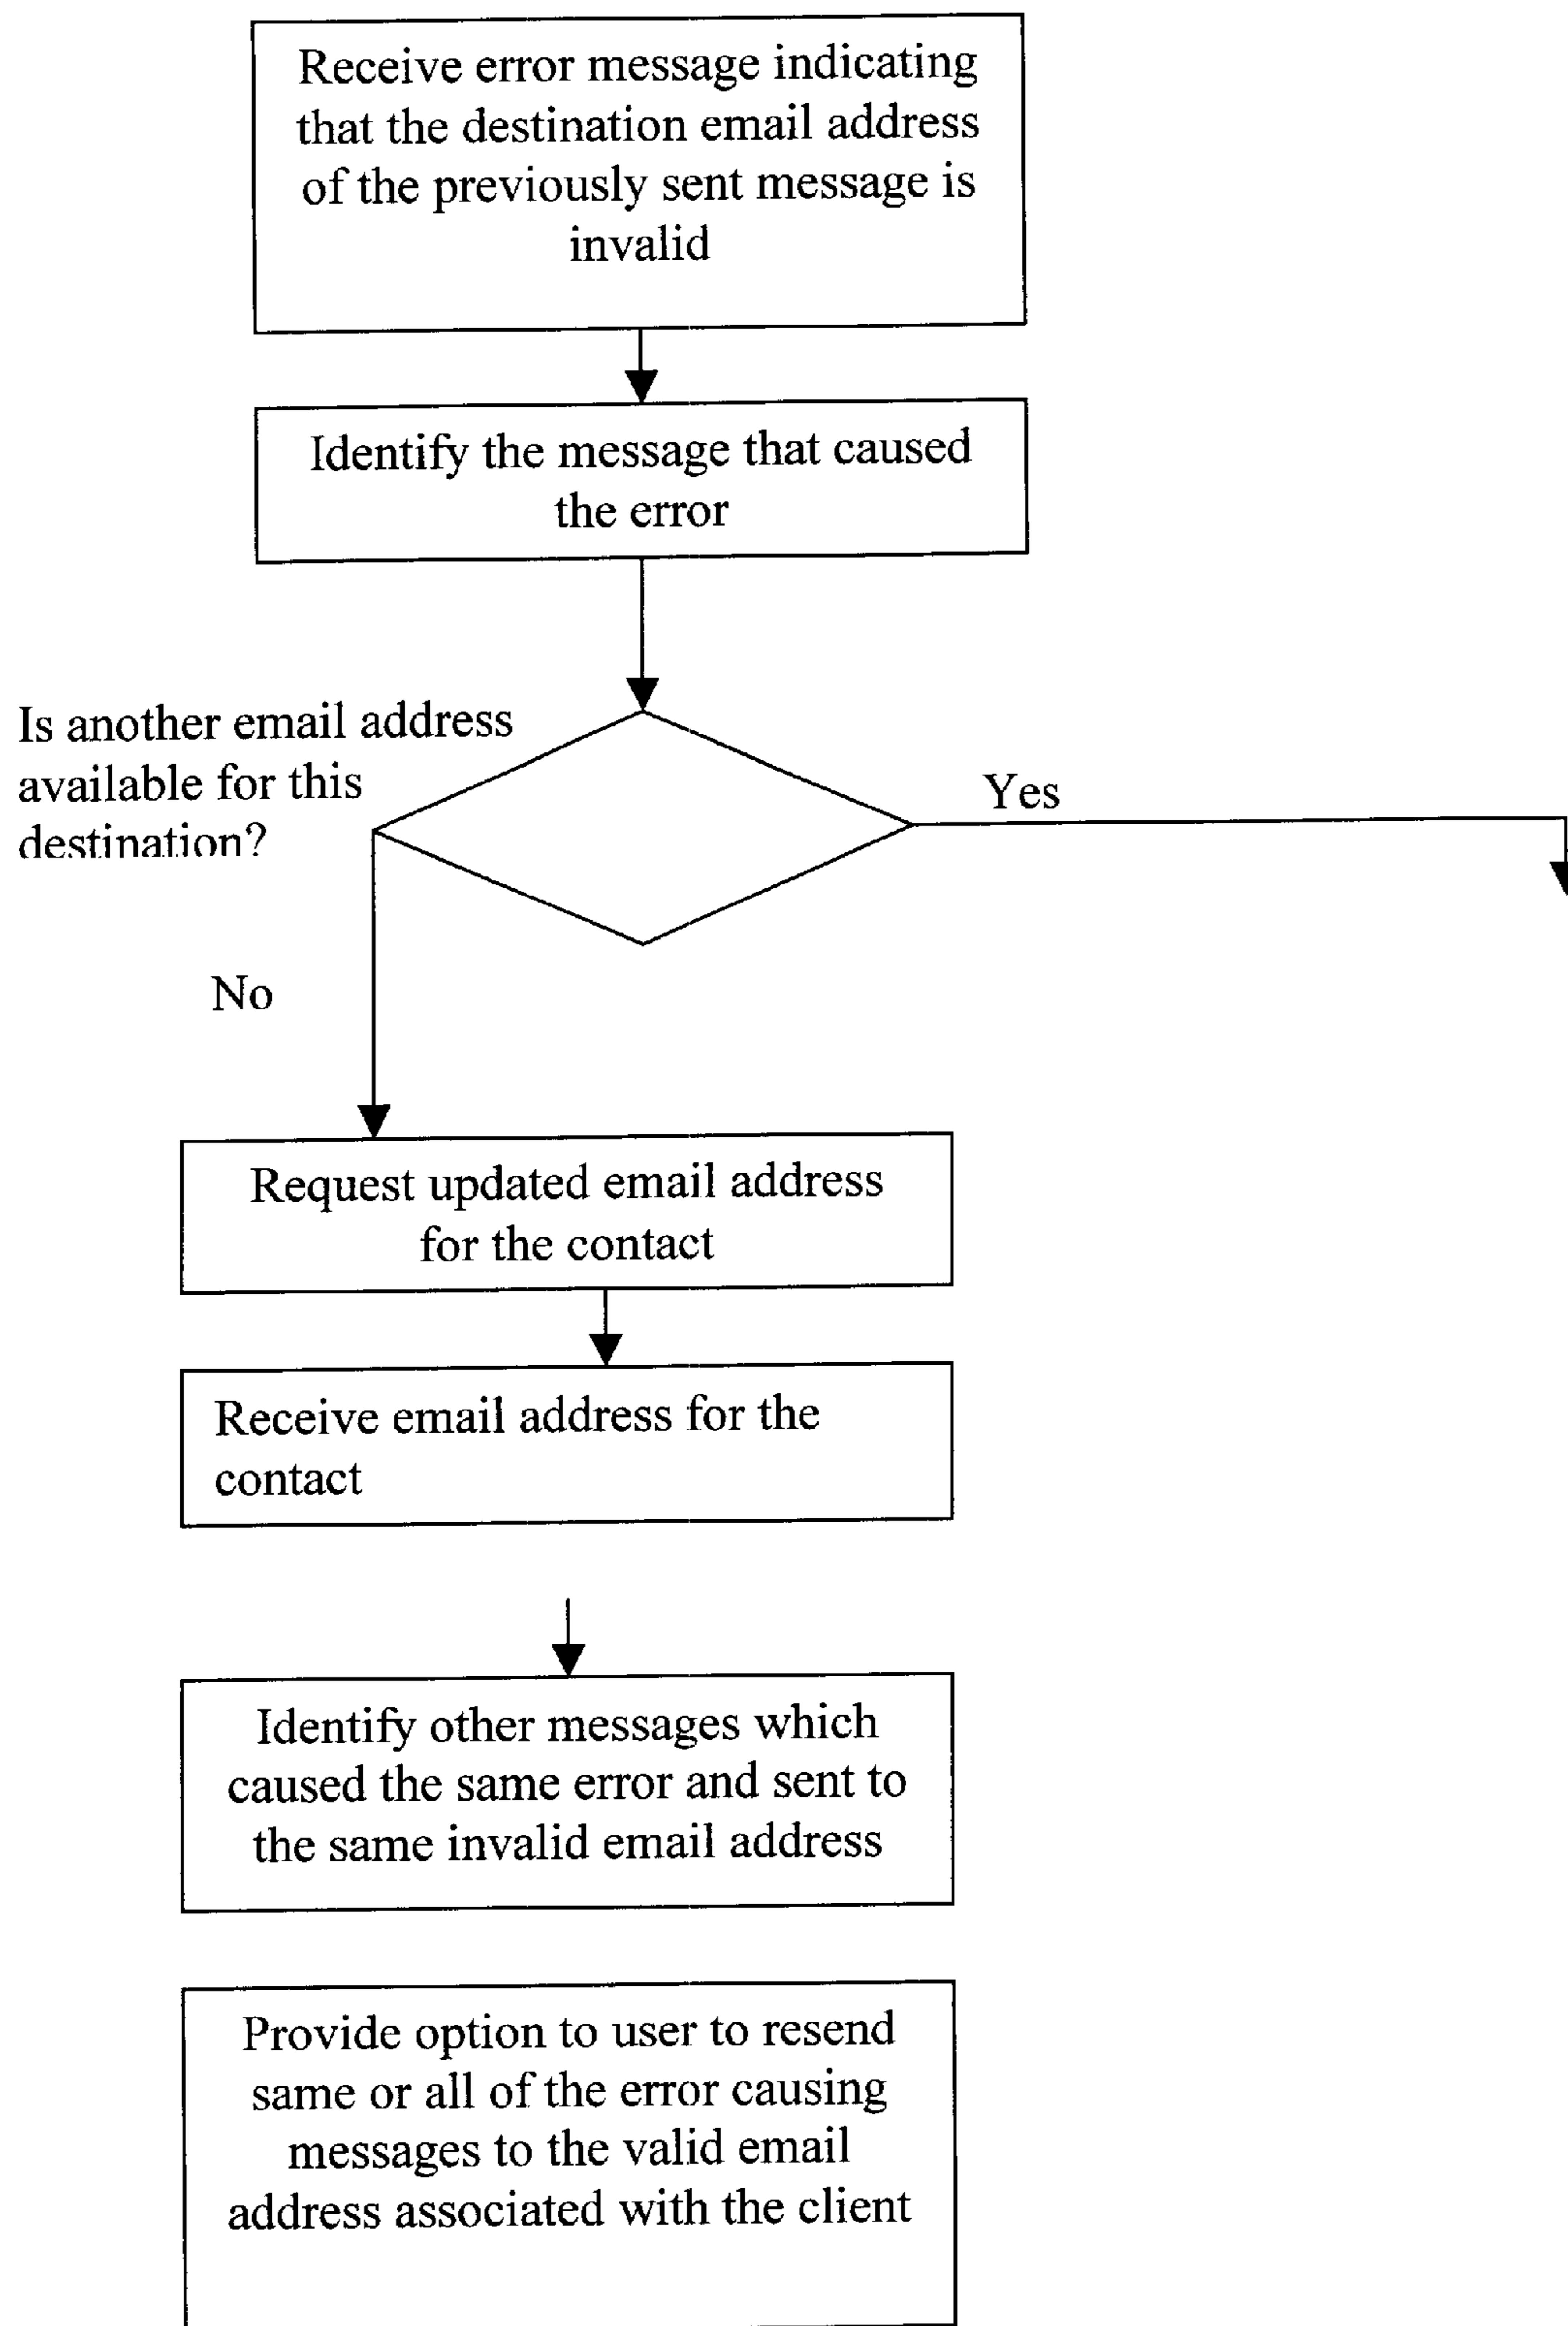 Receive error message indicating
that the destination email address
of the previously sent message is
invalid
Identify the message that caused
the error
Is another email address
available for this
destination?
Yes
No
Request updated email address
for the contact
Receive email address for the
contact
Identify other messages which
caused the same error and sent to
the same invalid email address
Provide option to user to resend
same or all of the error causing
messages to the valid email
address associated with the client